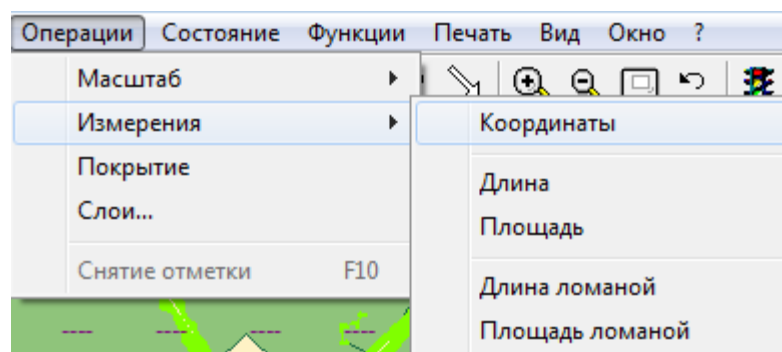 Операции Состояние Функции Печать Вид Окно ?
Масштаб
Измерения
Покрытие
Слои...
Снятие отметки F10
Координаты
Длина
Площадь
Длина ломаной
Площадь ломаной